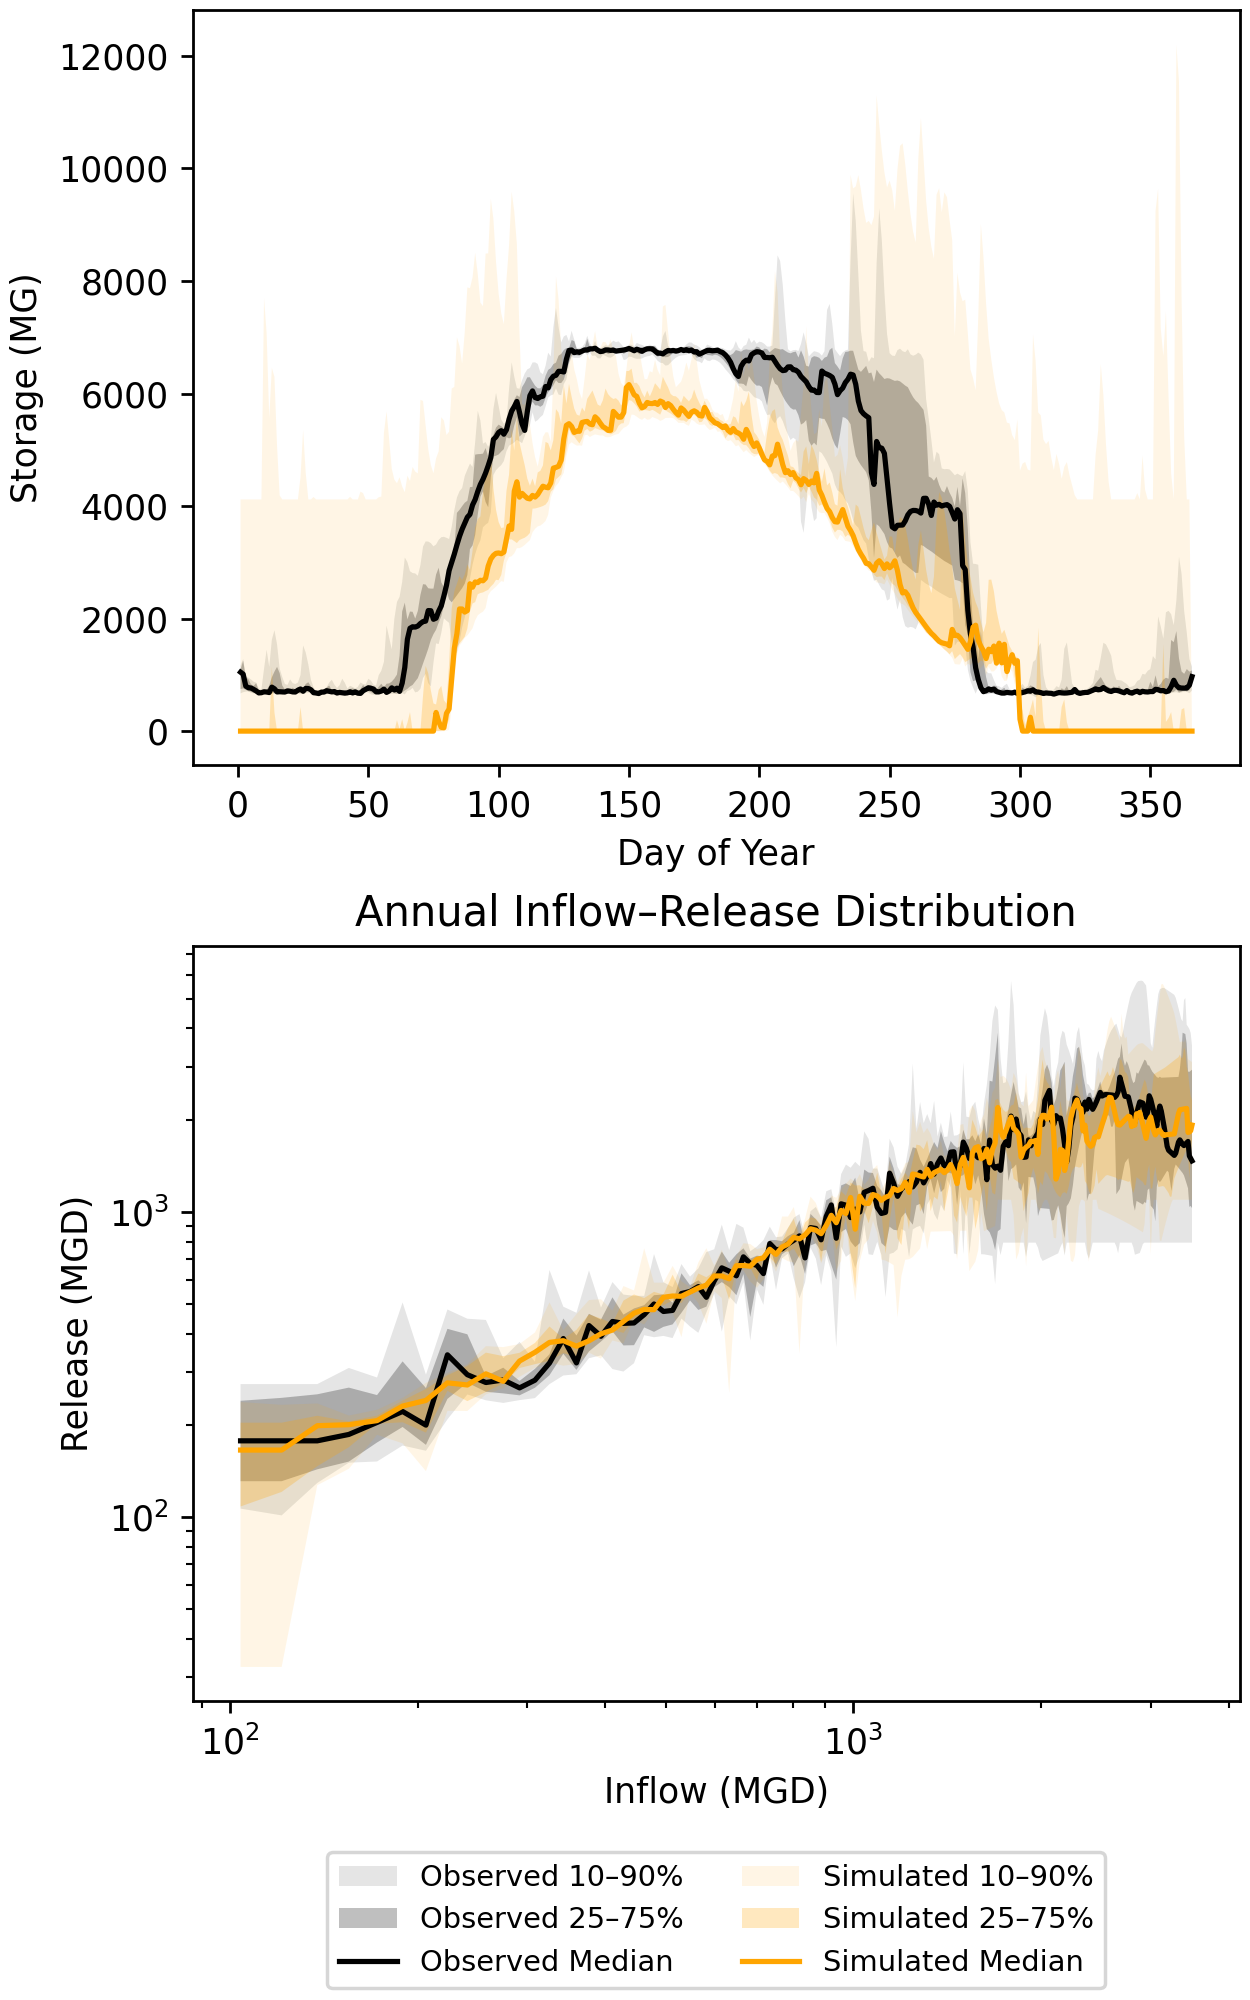 12000
10000
8000
6000
4000
2000
0
Storage (MG)
0 50 100 150 200 250 300 350
Day of Year
Annual Inflow–Release Distribution
10³
10²
Release (MGD)
10² 10³
Inflow (MGD)
Observed 10–90% Simulated 10–90%
Observed 25–75% Simulated 25–75%
Observed Median Simulated Median